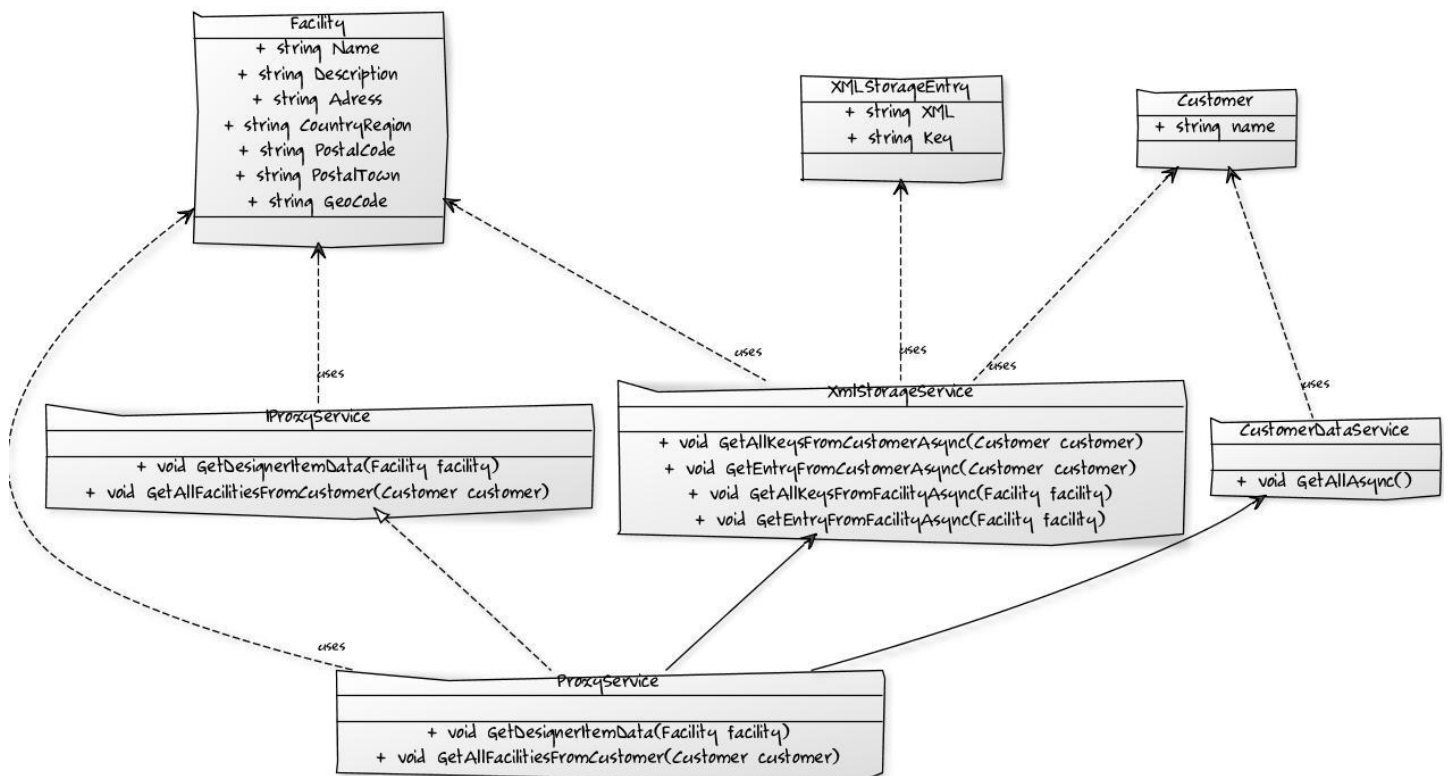 Facility
+ string Name
+ string Description
+ string Adress
+ string CountryRegion
+ string PostalCode
+ string PostalTown
+ string GeoCode
XMLStorageEntry
+ string XML
+ string Key
Customer
+ string name
uses
uses
uses
uses
uses
IProxyService
+ void GetDesignerItemData(Facility facility)
+ void GetAllFacilitiesFromCustomer(Customer customer)
XmlStorageService
+ void GetAllKeysFromCustomerAsync(Customer customer)
+ void GetEntryFromCustomerAsync(Customer customer)
+ void GetAllKeysFromFacilityAsync(Facility facility)
+ void GetEntryFromFacilityAsync(Facility facility)
CustomerDataService
+ void GetAllAsync()
uses
ProxyService
+ void GetDesignerItemData(Facility facility)
+ void GetAllFacilitiesFromCustomer(Customer customer)